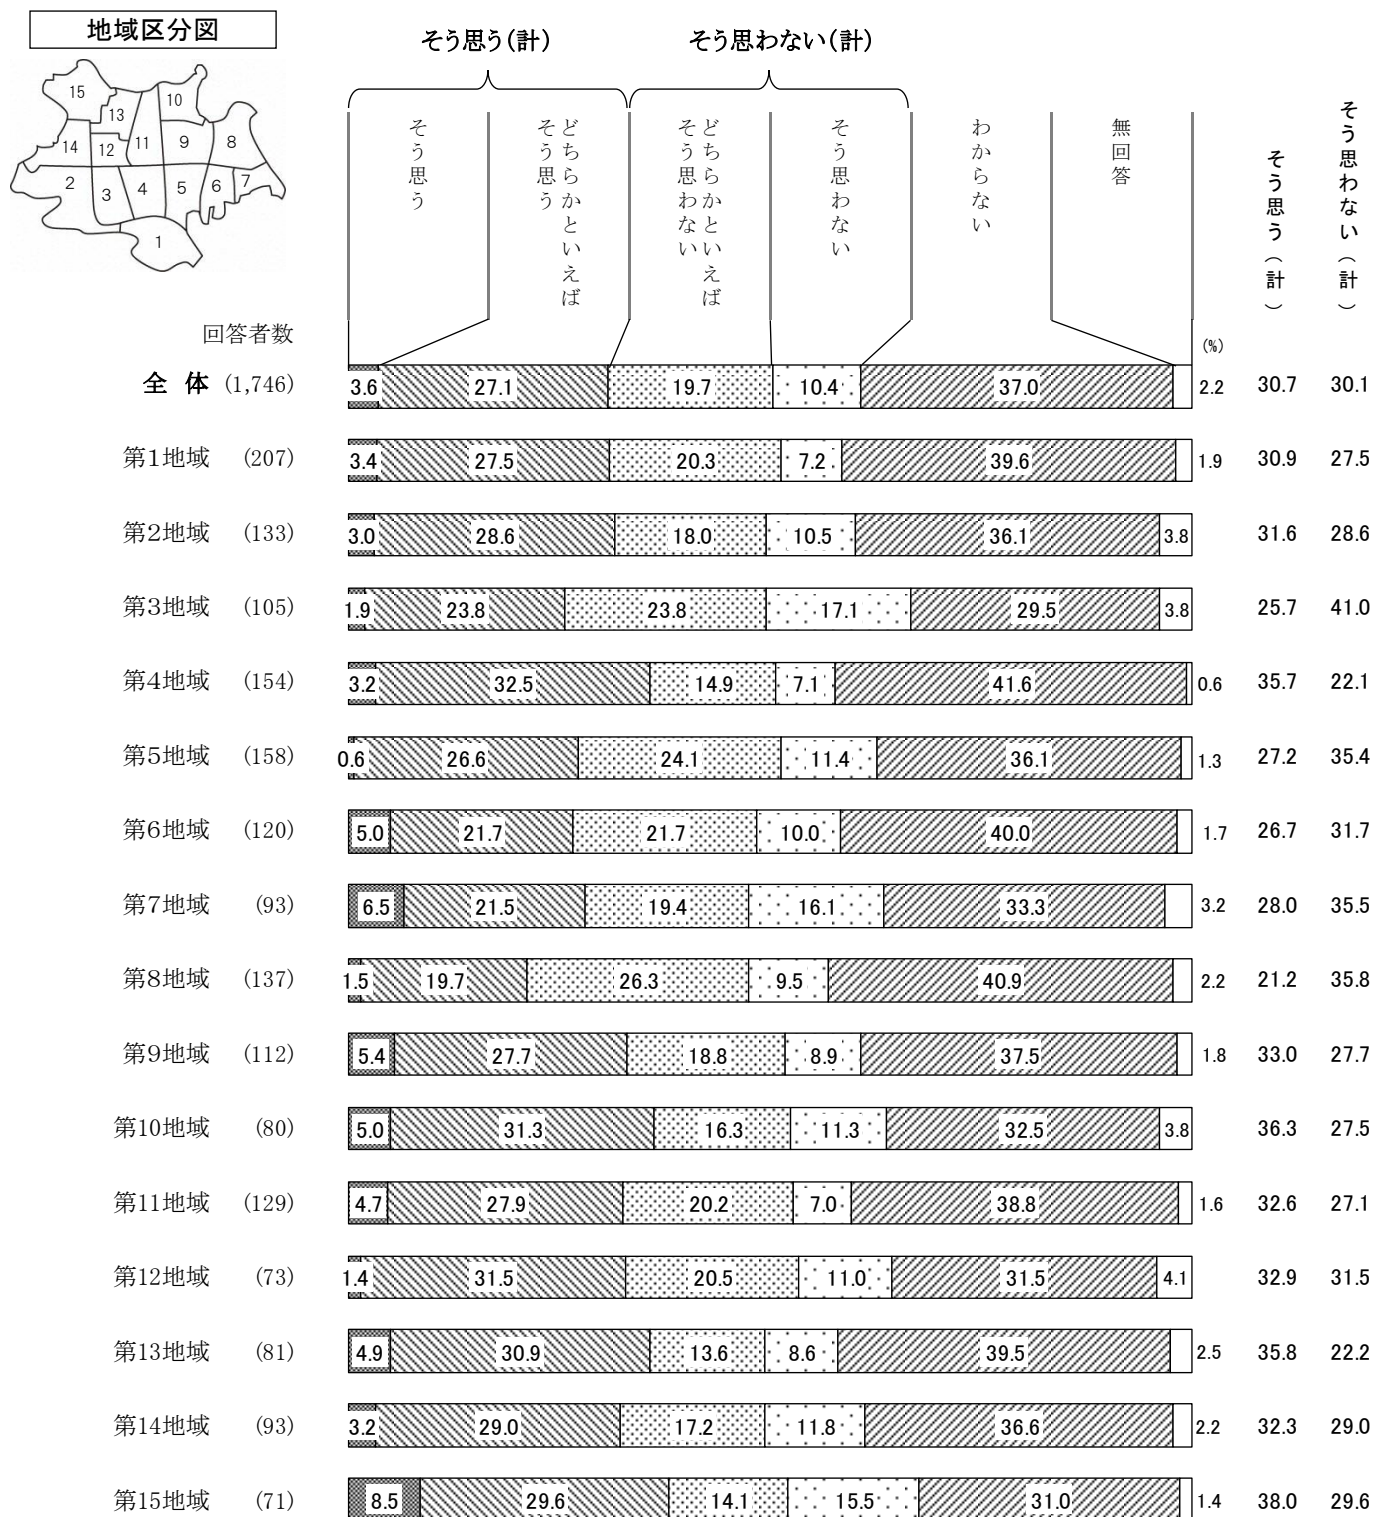 地域区分図
15
13
10
14
12
11
9
8
2
3
4
5
6
7
1
そう思う(計)
そう思わない(計)
そう思う
どちらかといえば
そう思う
どちらかといえば
そう思わない
そう思わない
わからない
無回答
そう思う(計)
そう思わない(計)
回答者数
(%)
全 体 (1,746) 3.6 27.1 19.7 10.4 37.0 2.2 30.7 30.1
第1地域 (207) 3.4 27.5 20.3 7.2 39.6 1.9 30.9 27.5
第2地域 (133) 3.0 28.6 18.0 10.5 36.1 3.8 31.6 28.6
第3地域 (105) 1.9 23.8 23.8 17.1 29.5 3.8 25.7 41.0
第4地域 (154) 3.2 32.5 14.9 7.1 41.6 0.6 35.7 22.1
第5地域 (158) 0.6 26.6 24.1 11.4 36.1 1.3 27.2 35.4
第6地域 (120) 5.0 21.7 21.7 10.0 40.0 1.7 26.7 31.7
第7地域 (93) 6.5 21.5 19.4 16.1 33.3 3.2 28.0 35.5
第8地域 (137) 1.5 19.7 26.3 9.5 40.9 2.2 21.2 35.8
第9地域 (112) 5.4 27.7 18.8 8.9 37.5 1.8 33.0 27.7
第10地域 (80) 5.0 31.3 16.3 11.3 32.5 3.8 36.3 27.5
第11地域 (129) 4.7 27.9 20.2 7.0 38.8 1.6 32.6 27.1
第12地域 (73) 1.4 31.5 20.5 11.0 31.5 4.1 32.9 31.5
第13地域 (81) 4.9 30.9 13.6 8.6 39.5 2.5 35.8 22.2
第14地域 (93) 3.2 29.0 17.2 11.8 36.6 2.2 32.3 29.0
第15地域 (71) 8.5 29.6 14.1 15.5 31.0 1.4 38.0 29.6